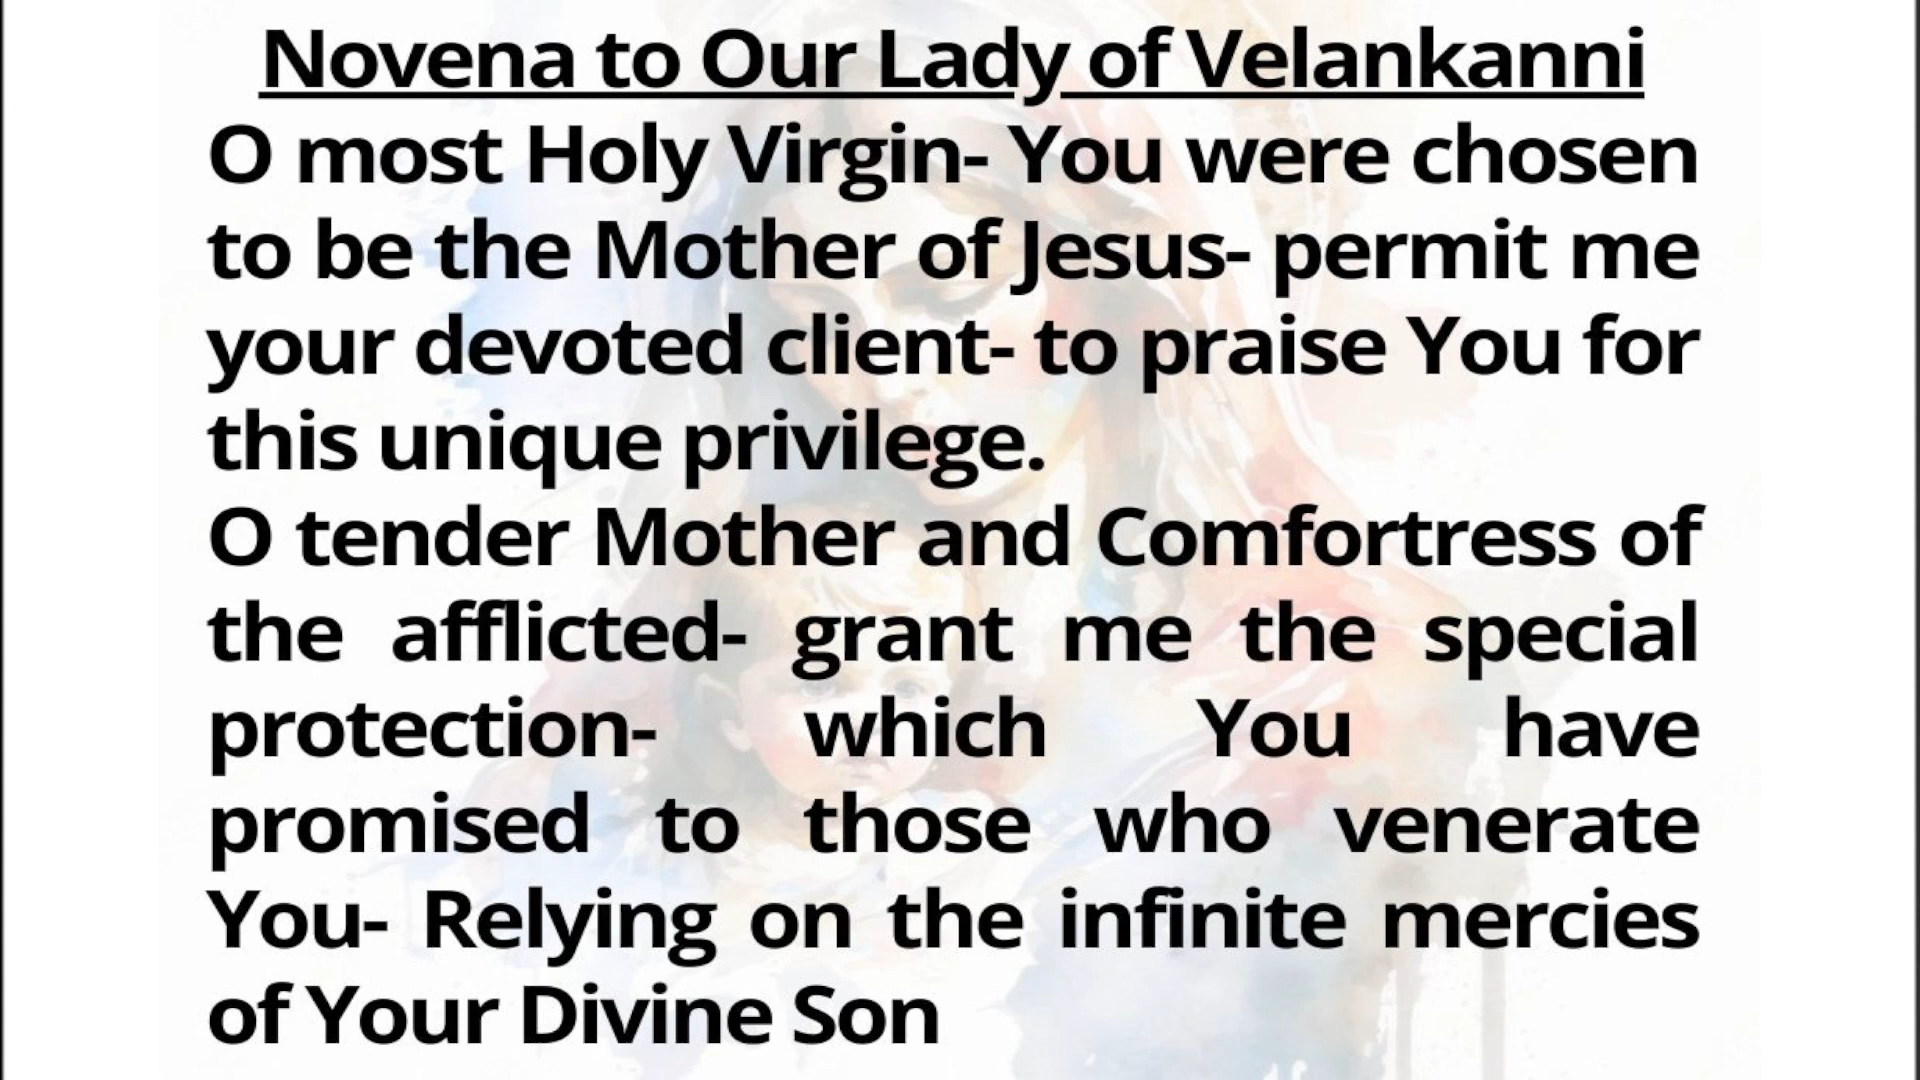 Novena to Our Lady of Velankanni
O most Holy Virgin- You were chosen
to be the Mother of Jesus- permit me
your devoted client- to praise You for
this unique privilege.
O tender Mother and Comfortress of
the afflicted- grant me the special
protection- which You have
promised to those who venerate
You- Relying on the infinite mercies
of Your Divine Son